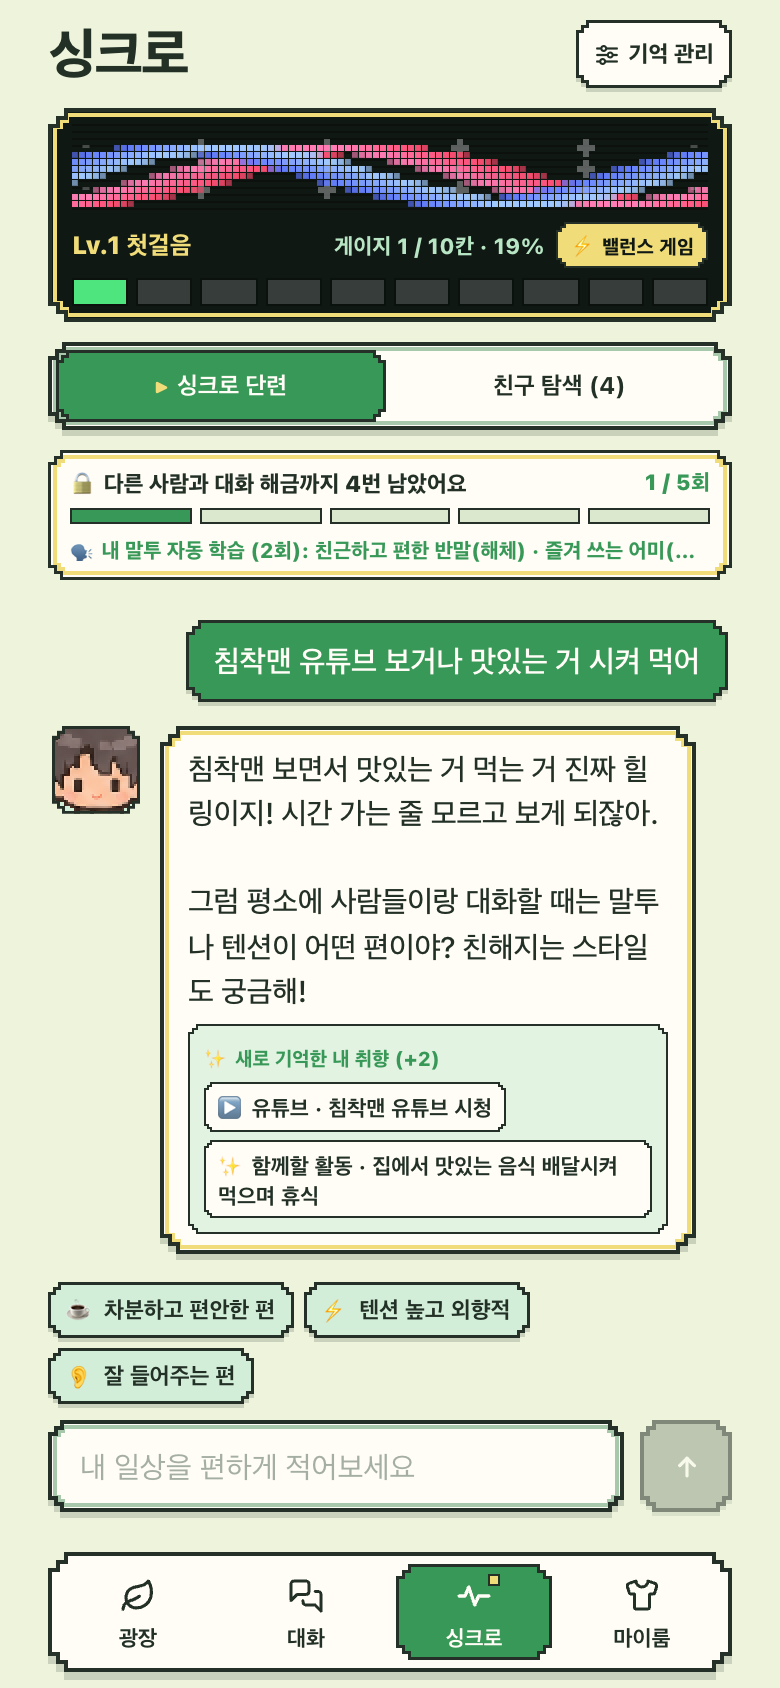 싱크로
기억 관리
Lv.1 첫걸음
게이지 1 / 10칸 · 19%
밸런스 게임
싱크로 단련
친구 탐색 (4)
다른 사람과 대화 해금까지 4번 남았어요
1 / 5회
내 말투 자동 학습 (2회): 친근하고 편한 반말(해체) · 즐겨 쓰는 어미(...
침착맨 유튜브 보거나 맛있는 거 시켜 먹어
침착맨 보면서 맛있는 거 먹는 거 진짜 힐
링이지! 시간 가는 줄 모르고 보게 되잖아.
그럼 평소에 사람들이랑 대화할 때는 말투
나 텐션이 어떤 편이야? 친해지는 스타일
도 궁금해!
새로 기억한 내 취향 (+2)
유튜브 · 침착맨 유튜브 시청
함께할 활동 · 집에서 맛있는 음식 배달시켜
먹으며 휴식
차분하고 편안한 편
텐션 높고 외향적
잘 들어주는 편
내 일상을 편하게 적어보세요
광장
대화
싱크로
마이룸